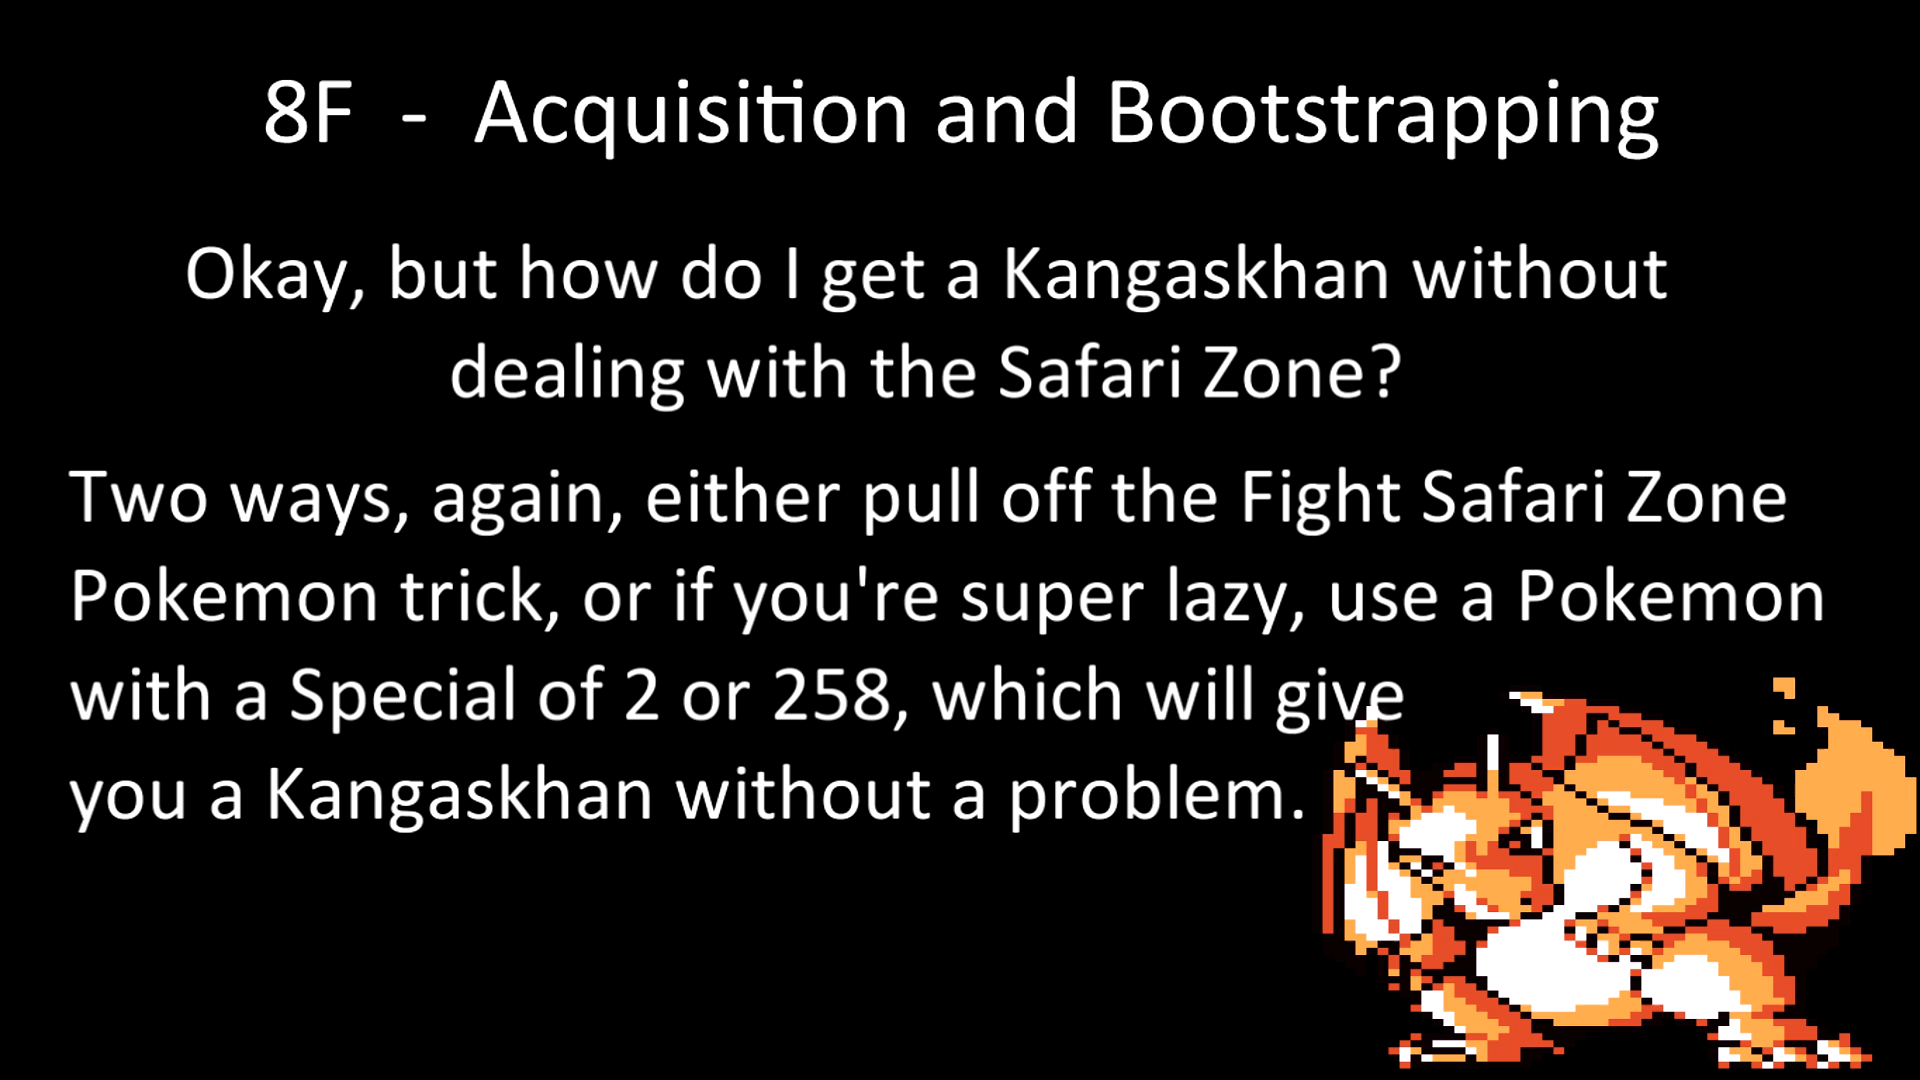 8F - Acquisition and Bootstrapping
Okay, but how do I get a Kangaskhan without
dealing with the Safari Zone?
Two ways, again, either pull off the Fight Safari Zone
Pokemon trick, or if you're super lazy, use a Pokemon
with a Special of 2 or 258, which will give
you a Kangaskhan without a problem.